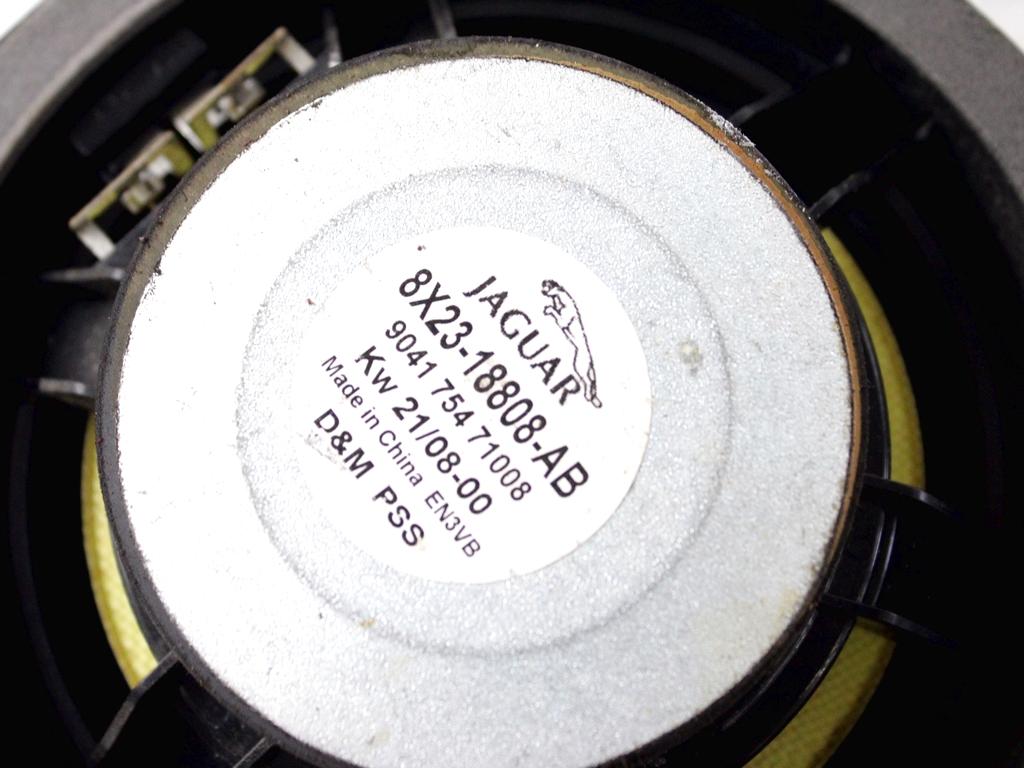 JAGUAR
8X23-18808-AB
9041 754 71008
KW 21/08-00
Made in China EN3VB
D&M PSS